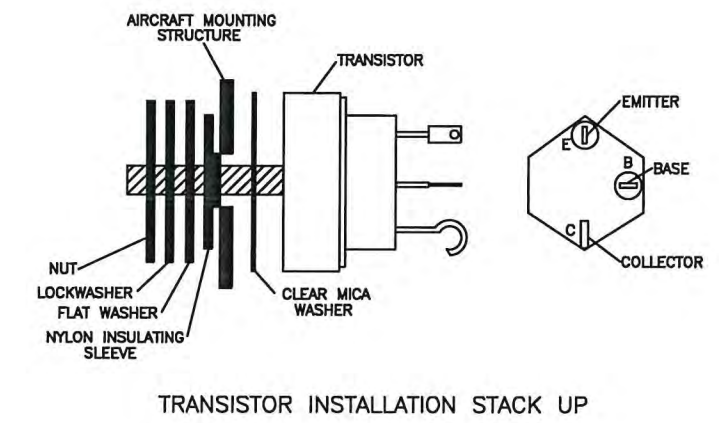 AIRCRAFT MOUNTING
STRUCTURE
TRANSISTOR
EMITTER
E
B
BASE
C
COLLECTOR
NUT
LOCKWASHER
FLAT WASHER
NYLON INSULATING
SLEEVE
CLEAR MICA
WASHER
TRANSISTOR INSTALLATION STACK UP